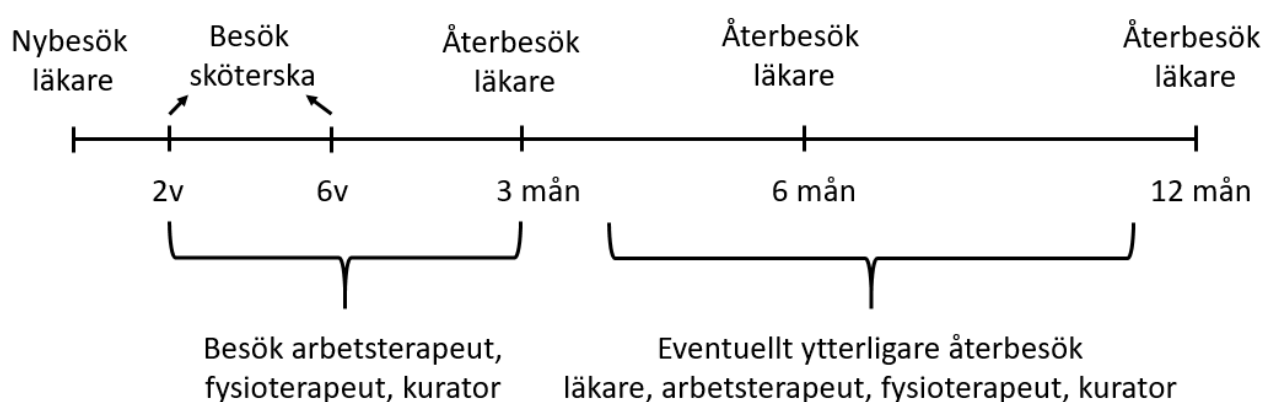 Nybesök
läkare
Besök
sköterska
Återbesök
läkare
Återbesök
läkare
Återbesök
läkare
2v
6v
3 mån
6 mån
12 mån
Besök arbetsterapeut,
fysioterapeut, kurator
Eventuellt ytterligare återbesök
läkare, arbetsterapeut, fysioterapeut, kurator